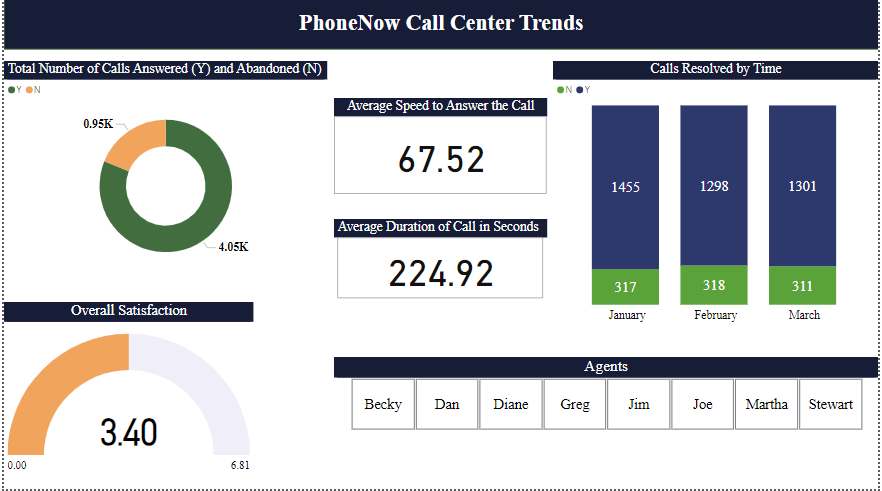 PhoneNow Call Center Trends
Total Number of Calls Answered (Y) and Abandoned (N)
Y N
0.95K
4.05K
Average Speed to Answer the Call
67.52
Average Duration of Call in Seconds
224.92
Calls Resolved by Time
N Y
1455 1298 1301
317 318 311
January February March
Overall Satisfaction
3.40
0.00 6.81
Agents
Becky Dan Diane Greg Jim Joe Martha Stewart